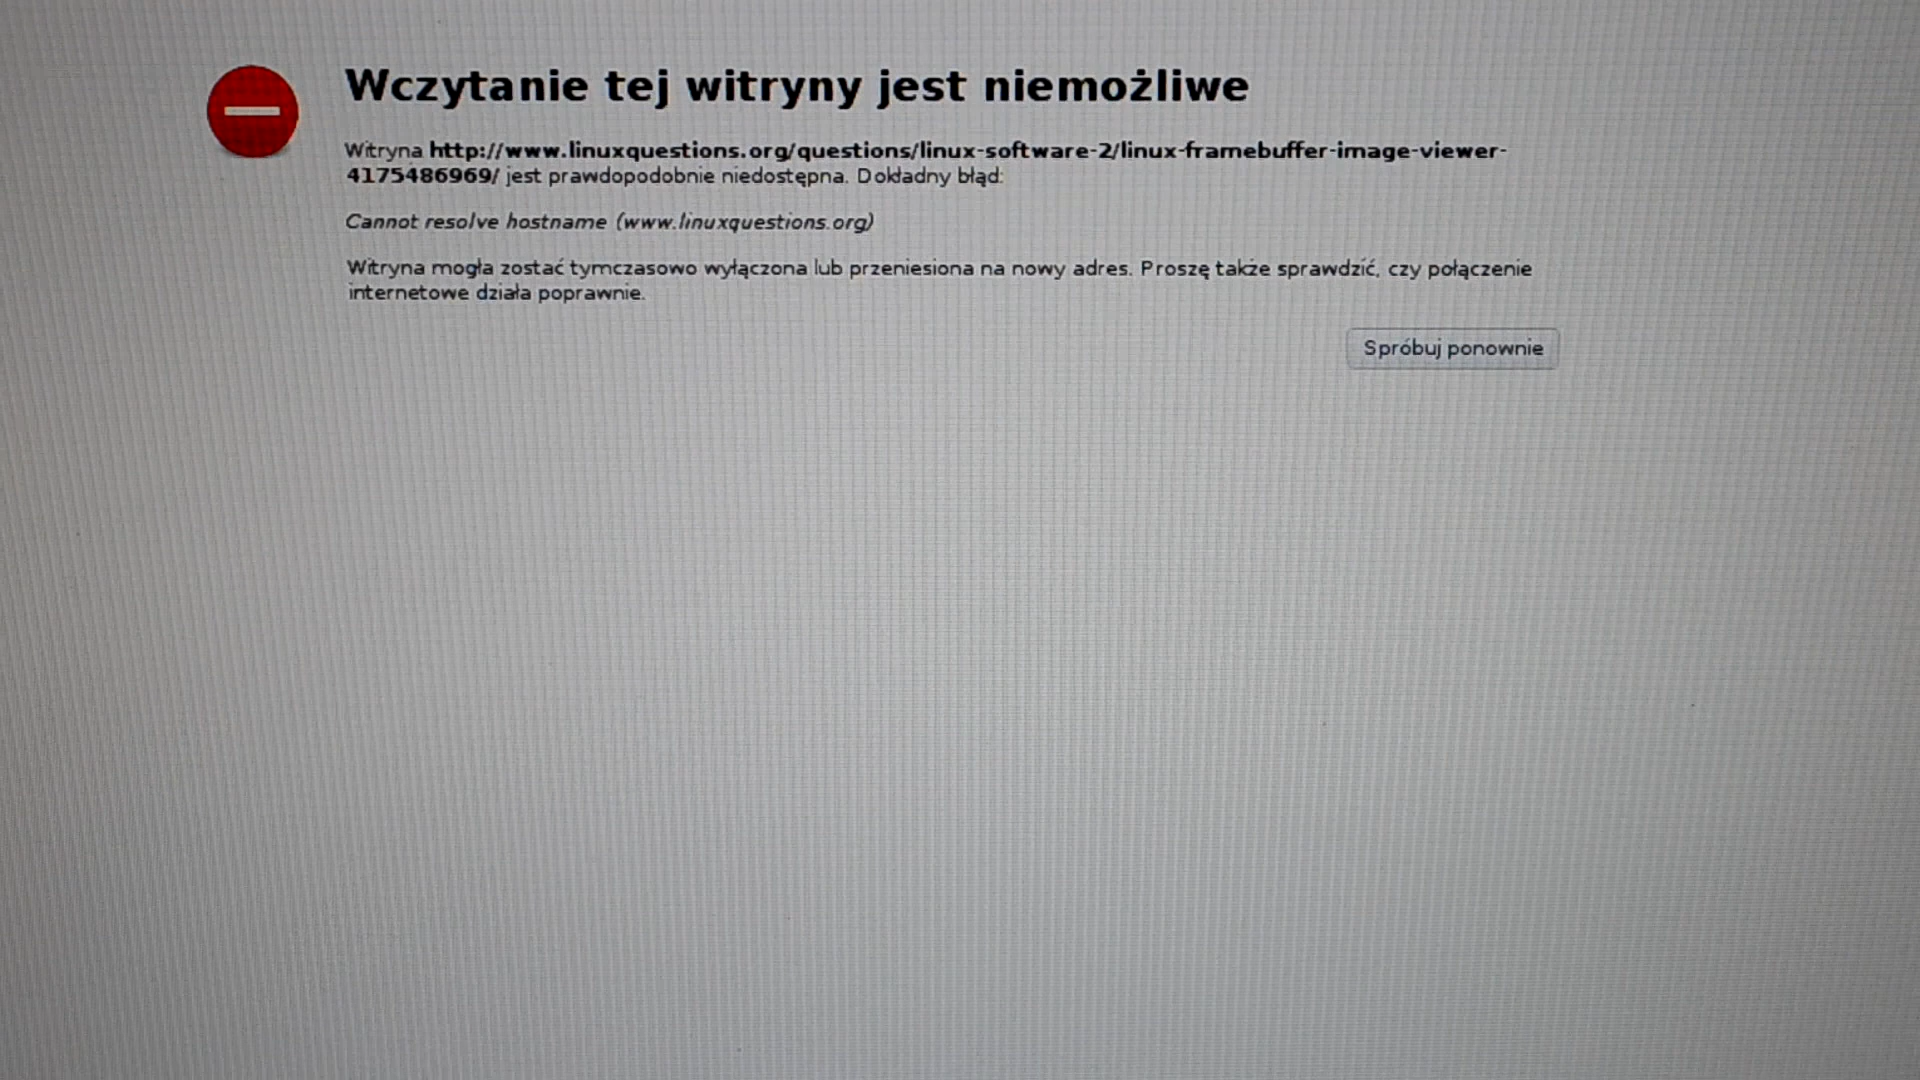 Wczytanie tej witryny jest niemożliwe
Witryna http://www.linuxquestions.org/questions/linux-software-2/linux-framebuffer-image-viewer-
4175486969/ jest prawdopodobnie niedostępna. Dokładny błąd:
Cannot resolve hostname (www.linuxquestions.org)
Witryna mogła zostać tymczasowo wyłączona lub przeniesiona na nowy adres. Proszę także sprawdzić, czy połączenie
internetowe działa poprawnie.
Spróbuj ponownie